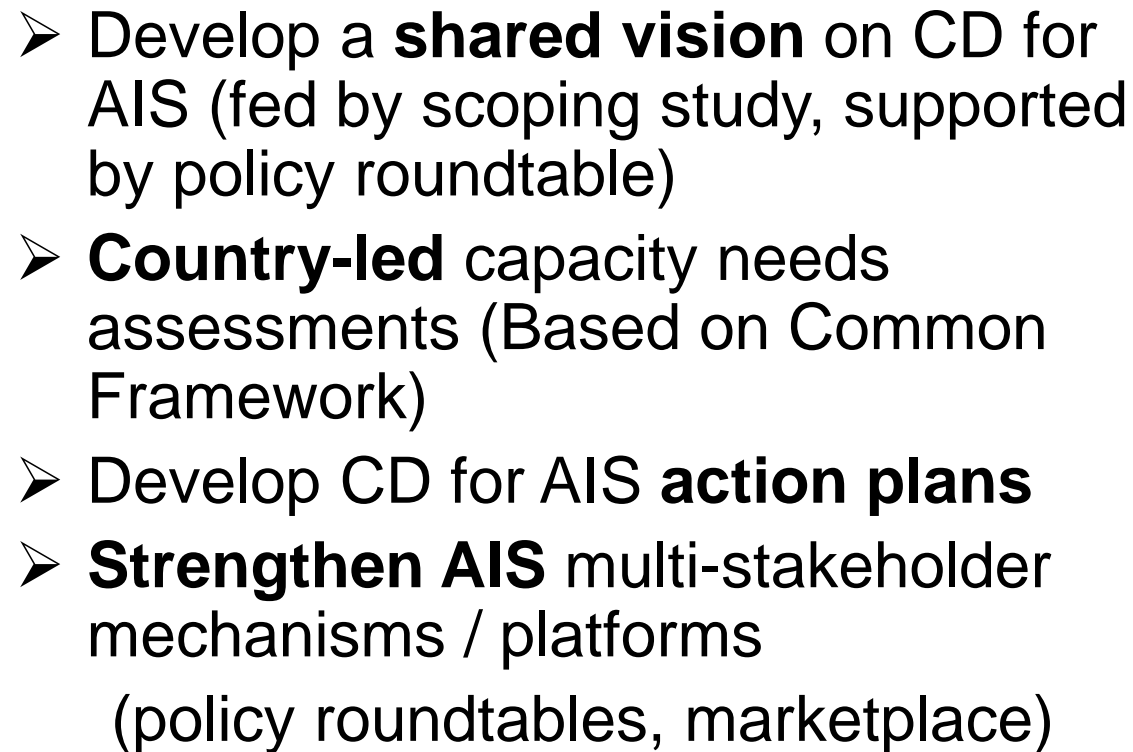 ➢ Develop a shared vision on CD for
AIS (fed by scoping study, supported
by policy roundtable)
➢ Country-led capacity needs
assessments (Based on Common
Framework)
➢ Develop CD for AIS action plans
➢ Strengthen AIS multi-stakeholder
mechanisms / platforms
(policy roundtables, marketplace)